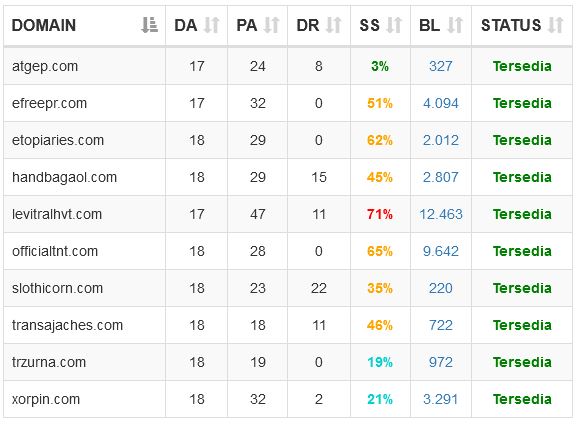 DOMAIN DA PA DR SS BL STATUS
atgep.com 17 24 8 3% 327 Tersedia
efreepr.com 17 32 0 51% 4.094 Tersedia
etopiaries.com 18 29 0 62% 2.012 Tersedia
handbagaol.com 18 29 15 45% 2.807 Tersedia
levitralhvt.com 17 47 11 71% 12.463 Tersedia
officialtnt.com 18 28 0 65% 9.642 Tersedia
slothicorn.com 18 23 22 35% 220 Tersedia
transajaches.com 18 18 11 46% 722 Tersedia
trzurna.com 18 19 0 19% 972 Tersedia
xorpin.com 18 32 2 21% 3.291 Tersedia